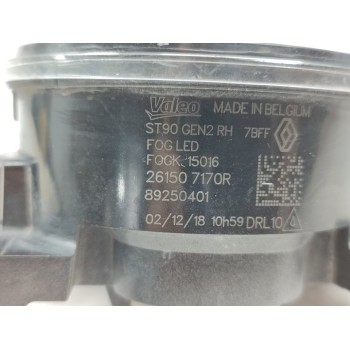 Valeo MADE IN BELGIUM
ST90 GEN2 RH 7BFF
FOG LED
FOGK. 15016
26150 7170R
89250401
02/12/18 10h59 DRL10